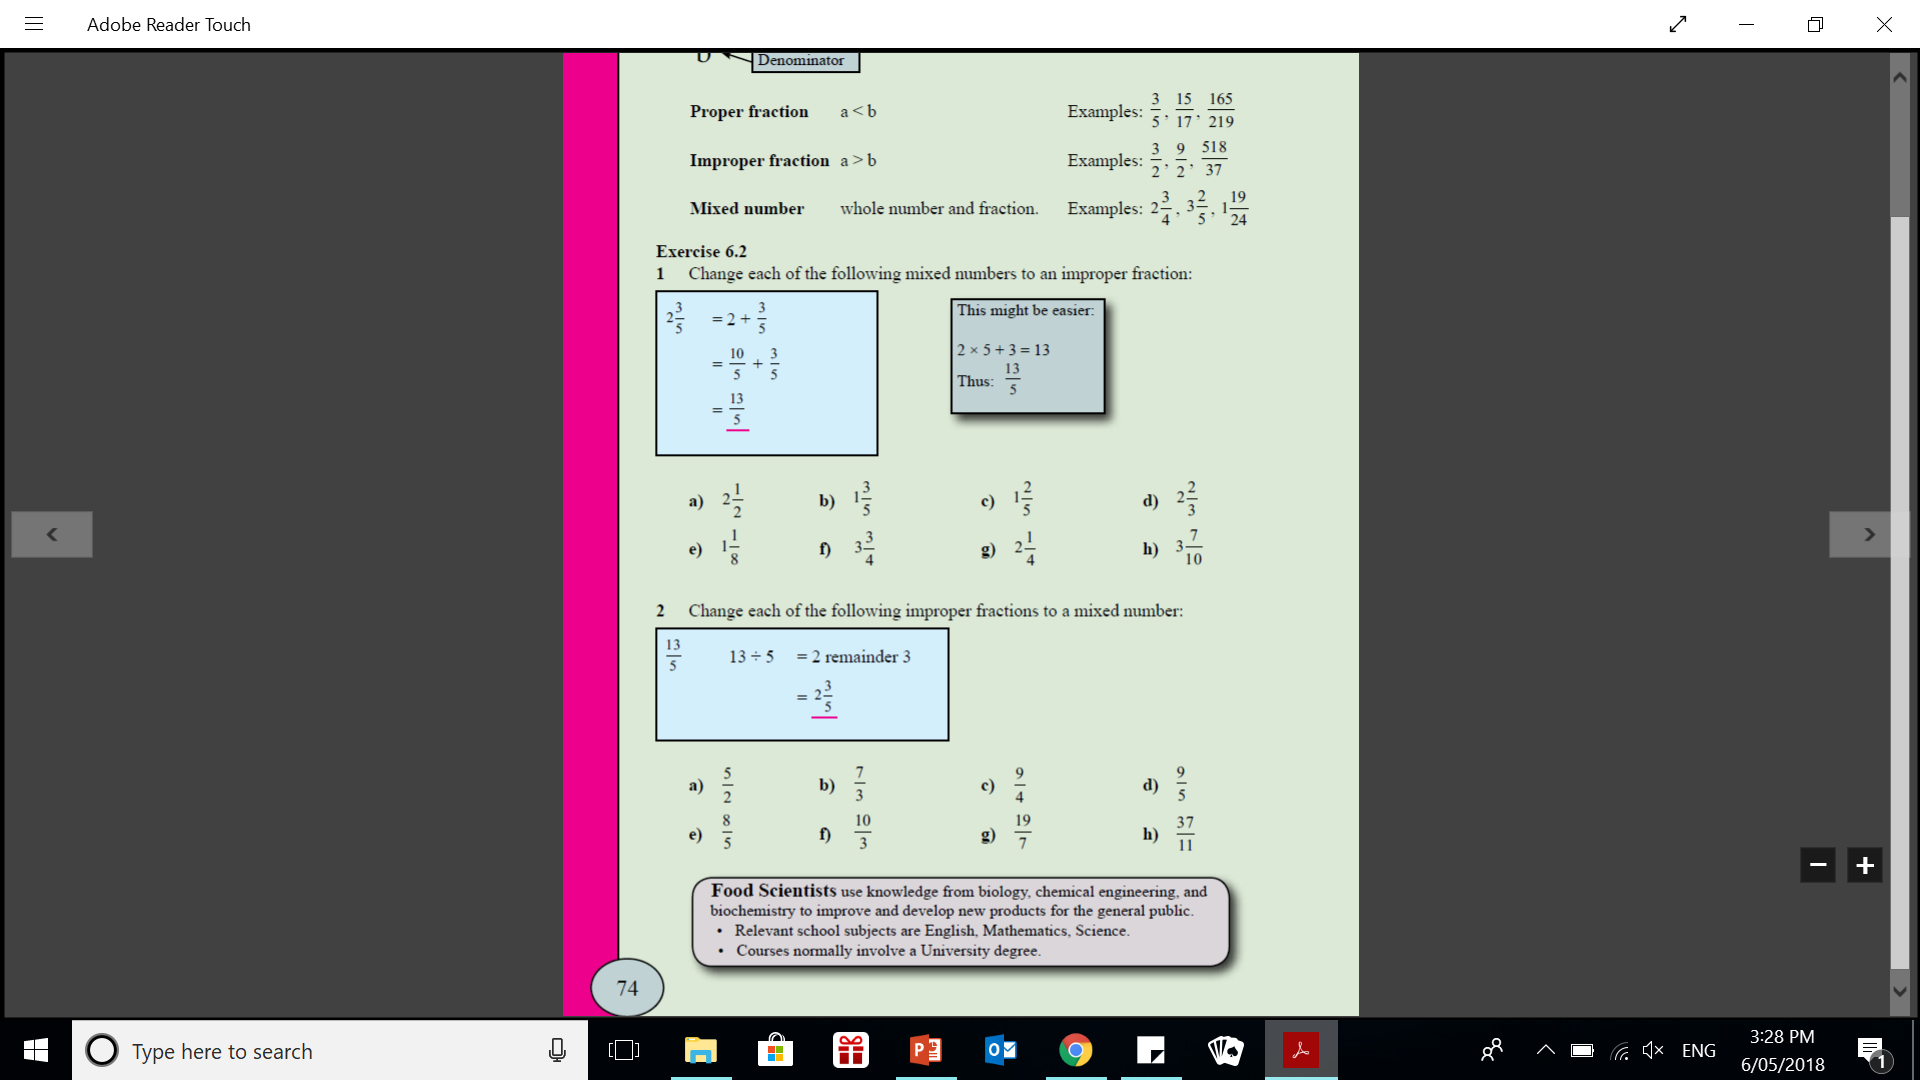 Adobe Reader Touch
b
Denominator
Proper fraction a < b Examples: 3/5, 15/17, 165/219
Improper fraction a > b Examples: 3/2, 9/2, 518/37
Mixed number whole number and fraction. Examples: 2 3/4, 3 2/5, 1 19/24
Exercise 6.2
1 Change each of the following mixed numbers to an improper fraction:
2 3/5 = 2 + 3/5
= 10/5 + 3/5
= 13/5
This might be easier:
2 × 5 + 3 = 13
Thus: 13/5
a) 2 1/2 b) 1 3/5 c) 1 2/5 d) 2 2/3
e) 1 1/8 f) 3 3/4 g) 2 1/4 h) 3 7/10
2 Change each of the following improper fractions to a mixed number:
13/5 13 ÷ 5 = 2 remainder 3
= 2 3/5
a) 5/2 b) 7/3 c) 9/4 d) 9/5
e) 8/5 f) 10/3 g) 19/7 h) 37/11
Food Scientists use knowledge from biology, chemical engineering, and
biochemistry to improve and develop new products for the general public.
• Relevant school subjects are English, Mathematics, Science.
• Courses normally involve a University degree.
74
Type here to search
ENG
3:28 PM
6/05/2018
1